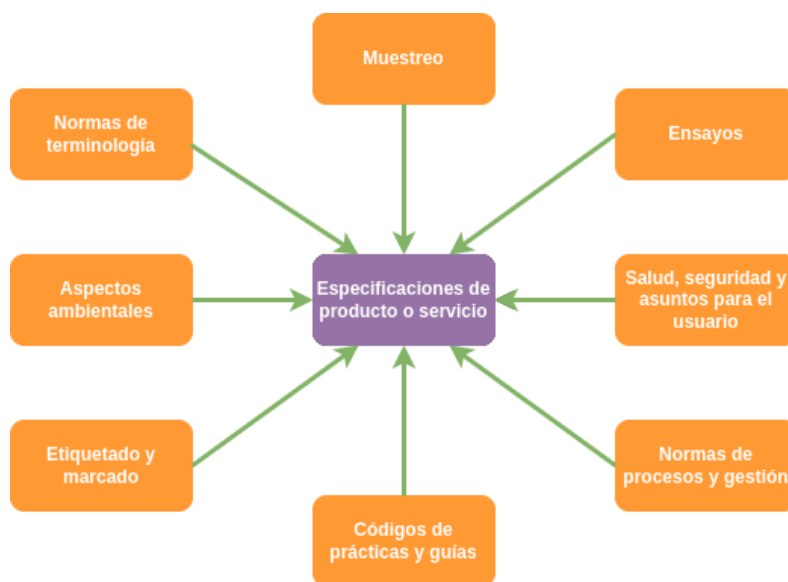 Muestreo
Normas de
terminología
Ensayos
Aspectos
ambientales
Especificaciones de
producto o servicio
Salud, seguridad y
asuntos para el
usuario
Etiquetado y
marcado
Códigos de
prácticas y guías
Normas de
procesos y gestión